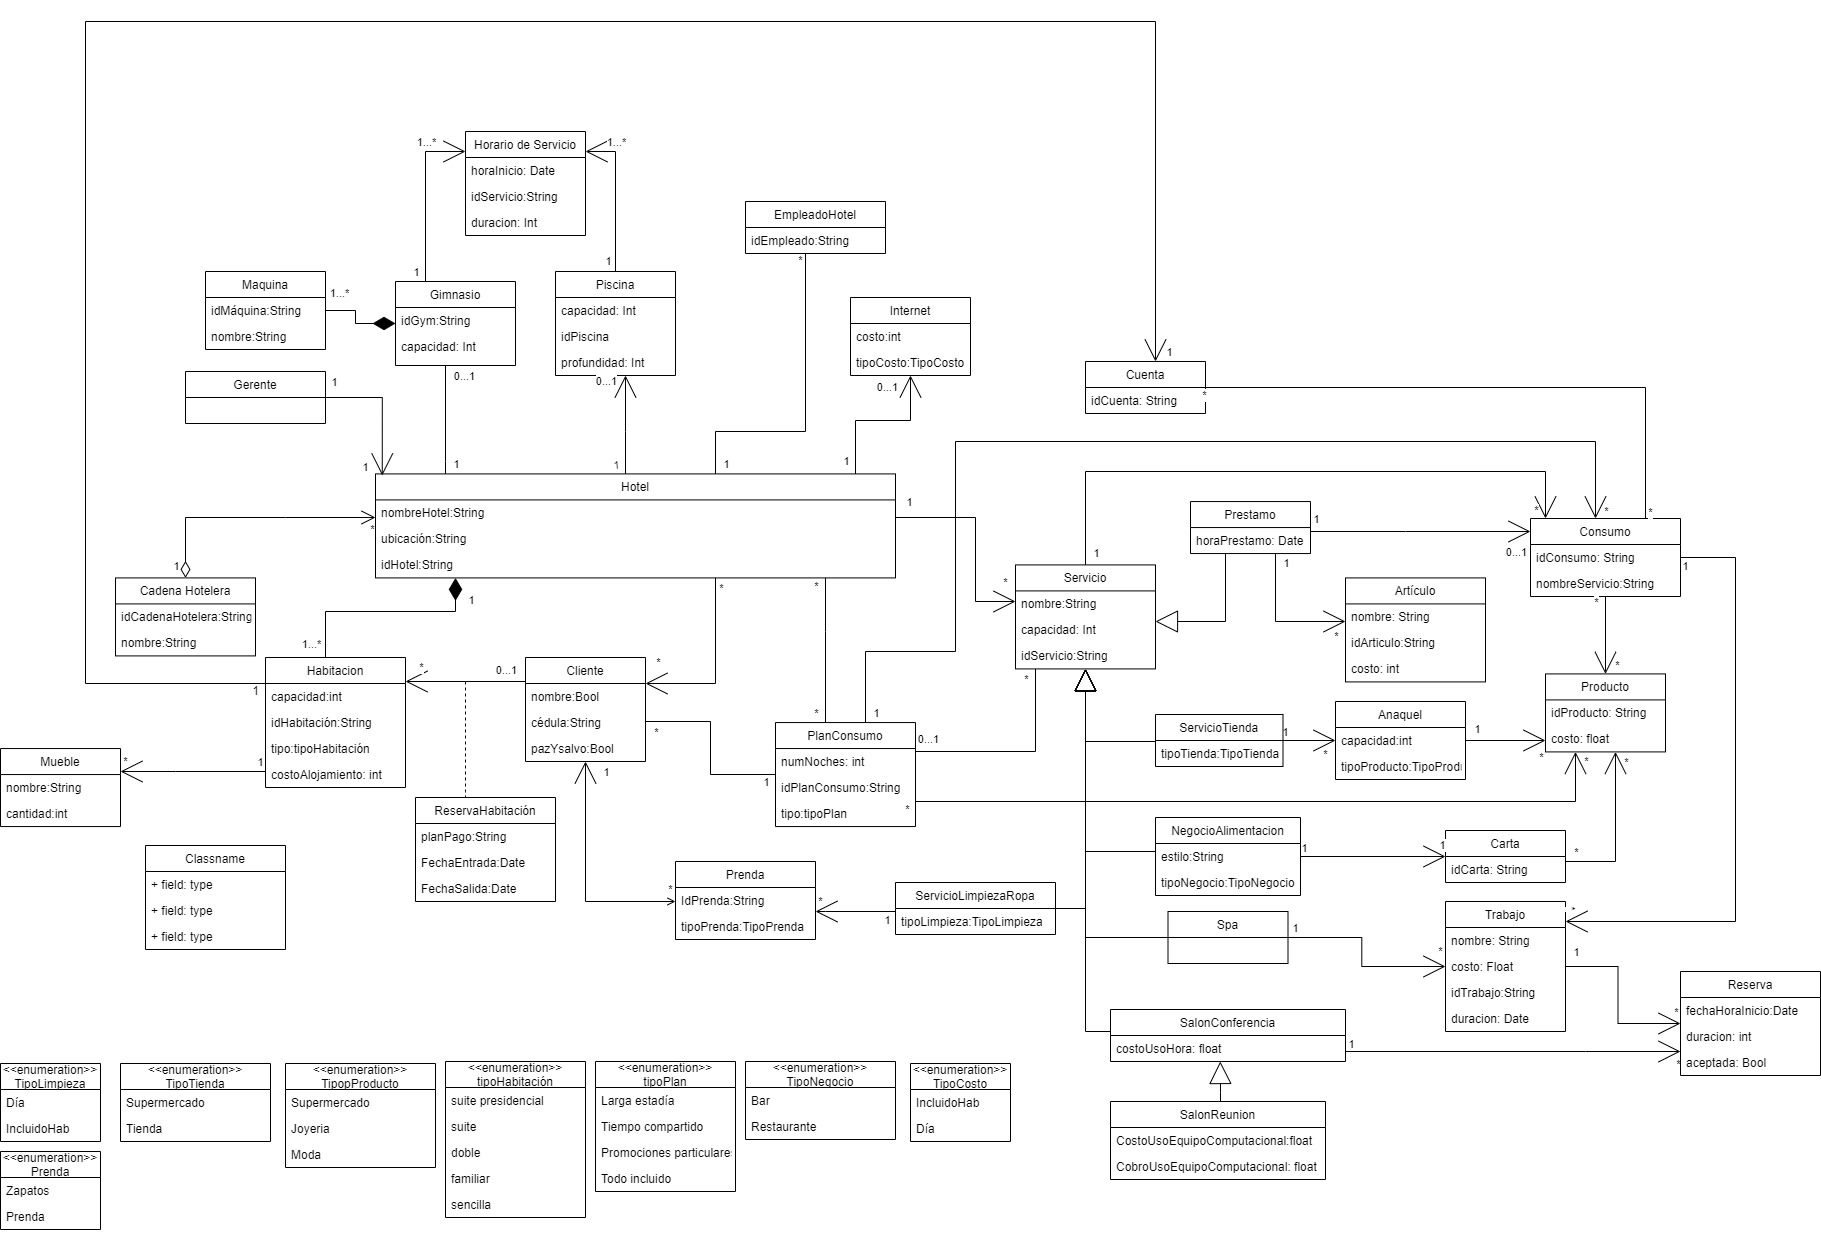 Horario de Servicio
horaInicio: Date
idServicio:String
duracion: Int
1...*
1...*
EmpleadoHotel
idEmpleado:String
*
Maquina
idMáquina:String
nombre:String
1...*
1
Gimnasio
idGym:String
capacidad: Int
0...1
1
Piscina
capacidad: Int
idPiscina
profundidad: Int
0...1
Internet
costo:int
tipoCosto:TipoCosto
0...1
1
Cuenta
idCuenta: String
*
Gerente
1
1
1
1
1
1
Hotel
nombreHotel:String
ubicación:String
idHotel:String
1
*
1
Cadena Hotelera
idCadenaHotelera:String
nombre:String
1
1...*
*
*
Servicio
nombre:String
capacidad: Int
idServicio:String
1
*
*
Prestamo
horaPrestamo: Date
1
1
Artículo
nombre: String
idArticulo:String
costo: int
*
Consumo
idConsumo: String
nombreServicio:String
*
*
*
0...1
1
*
Producto
idProducto: String
costo: float
*
*
*
*
Habitacion
capacidad:int
idHabitación:String
tipo:tipoHabitación
costoAlojamiento: int
1
*
1
Cliente
nombre:Bool
cédula:String
pazYsalvo:Bool
0...1
*
*
1
PlanConsumo
numNoches: int
idPlanConsumo:String
tipo:tipoPlan
*
1
0...1
1
*
ServicioTienda
tipoTienda:TipoTienda
1
*
Anaquel
capacidad:int
tipoProducto:TipoProdu
1
Mueble
nombre:String
cantidad:int
*
ReservaHabitación
planPago:String
FechaEntrada:Date
FechaSalida:Date
Classname
+ field: type
+ field: type
+ field: type
Prenda
IdPrenda:String
tipoPrenda:TipoPrenda
*
*
ServicioLimpiezaRopa
tipoLimpieza:TipoLimpieza
1
NegocioAlimentacion
estilo:String
tipoNegocio:TipoNegocio
1
1
Carta
idCarta: String
*
Spa
1
*
Trabajo
nombre: String
costo: Float
idTrabajo:String
duracion: Date
*
1
Reserva
fechaHoraInicio:Date
duracion: int
aceptada: Bool
*
*
SalonConferencia
costoUsoHora: float
1
SalonReunion
CostoUsoEquipoComputacional:float
CobroUsoEquipoComputacional: float
<<enumeration>>
TipoLimpieza
Día
IncluidoHab
<<enumeration>>
TipoTienda
Supermercado
Tienda
<<enumeration>>
TipopProducto
Supermercado
Joyeria
Moda
<<enumeration>>
tipoHabitación
suite presidencial
suite
doble
familiar
sencilla
<<enumeration>>
tipoPlan
Larga estadía
Tiempo compartido
Promociones particulares
Todo incluido
<<enumeration>>
TipoNegocio
Bar
Restaurante
<<enumeration>>
TipoCosto
IncluidoHab
Día
<<enumeration>>
Prenda
Zapatos
Prenda